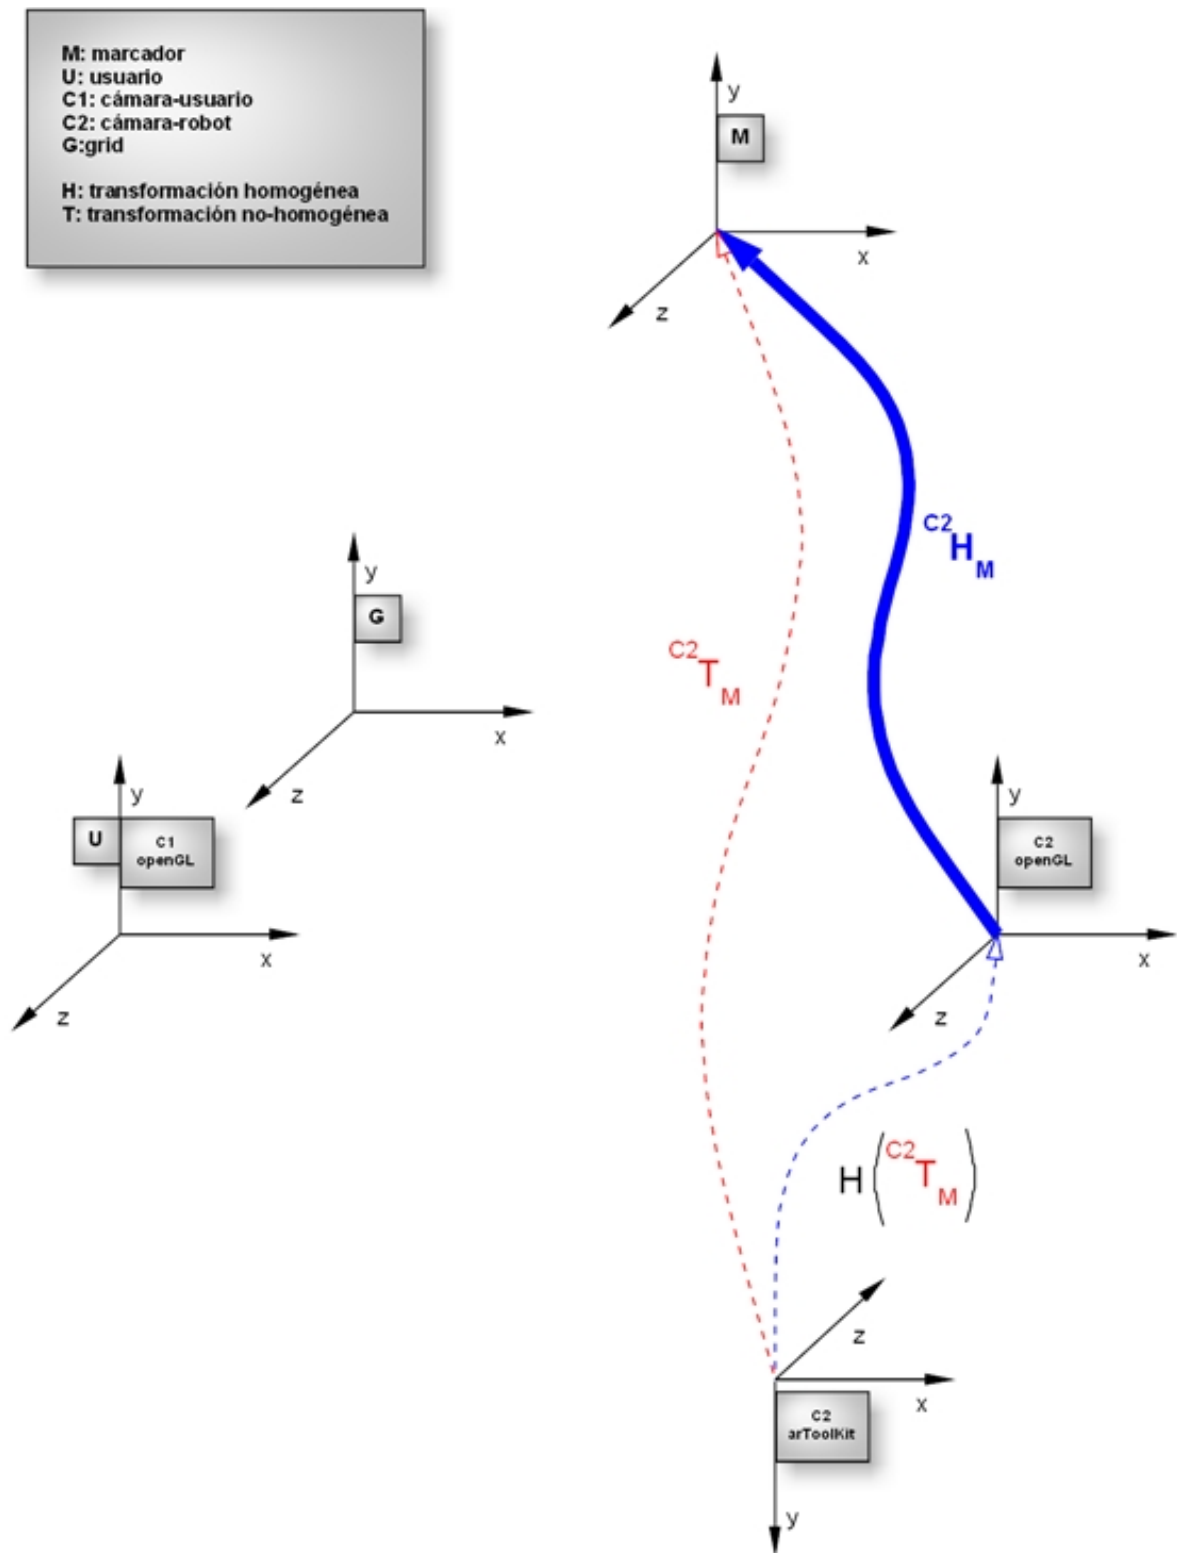 M: marcador
U: usuario
C1: cámara-usuario
C2: cámara-robot
G:grid
H: transformación homogénea
T: transformación no-homogénea
y
M
x
z
C2HM
y
G
C2TM
x
z
y
U
C1
openGL
x
z
y
C2
openGL
x
z
H(C2TM)
z
x
C2
arToolKit
y